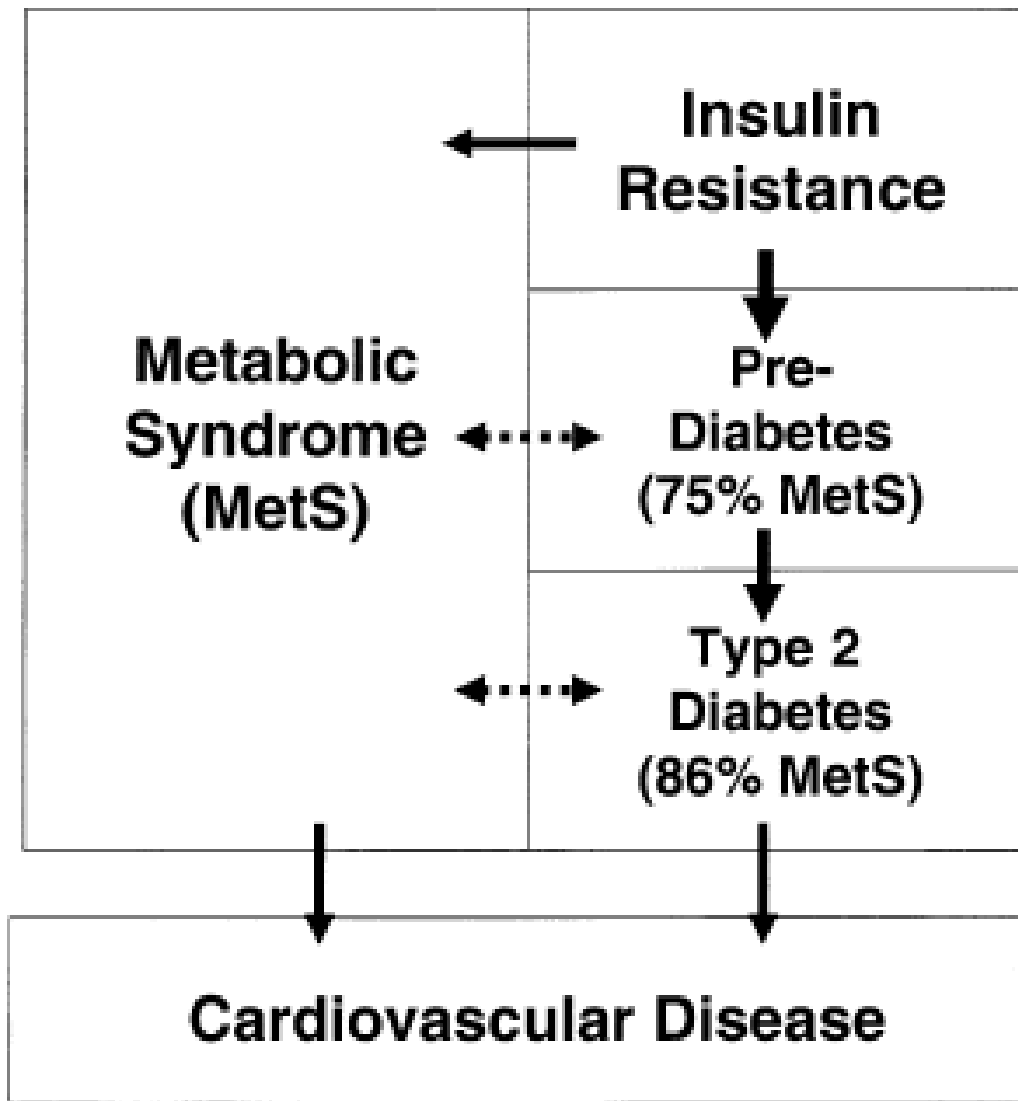 Insulin
Resistance
Metabolic
Syndrome
(MetS)
Pre-
Diabetes
(75% MetS)
Type 2
Diabetes
(86% MetS)
Cardiovascular Disease